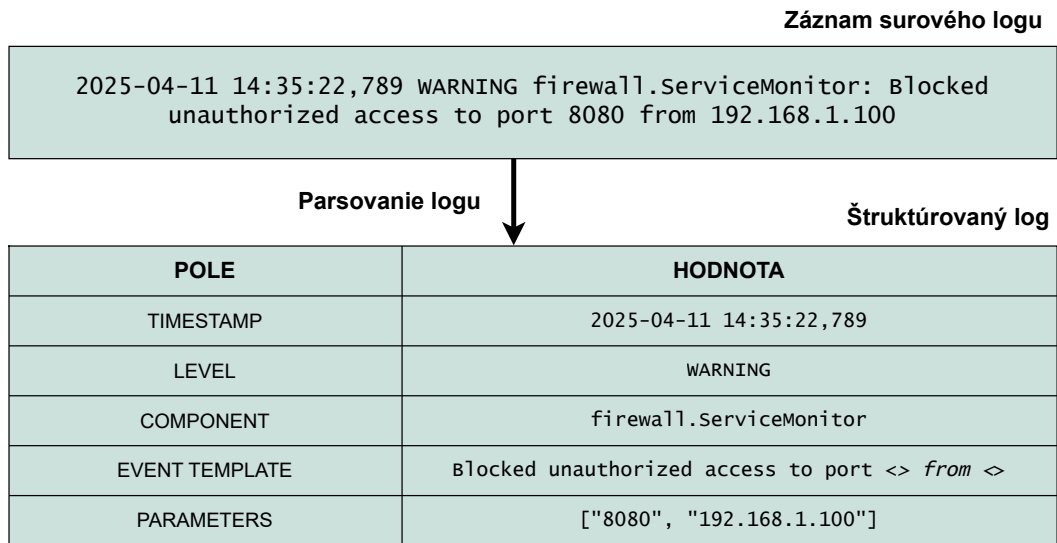 Záznam surového logu
2025-04-11 14:35:22,789 WARNING firewall.ServiceMonitor: Blocked
unauthorized access to port 8080 from 192.168.1.100
Parsovanie logu
Štruktúrovaný log
POLE HODNOTA
TIMESTAMP 2025-04-11 14:35:22,789
LEVEL WARNING
COMPONENT firewall.ServiceMonitor
EVENT TEMPLATE Blocked unauthorized access to port <> from <>
PARAMETERS ["8080", "192.168.1.100"]